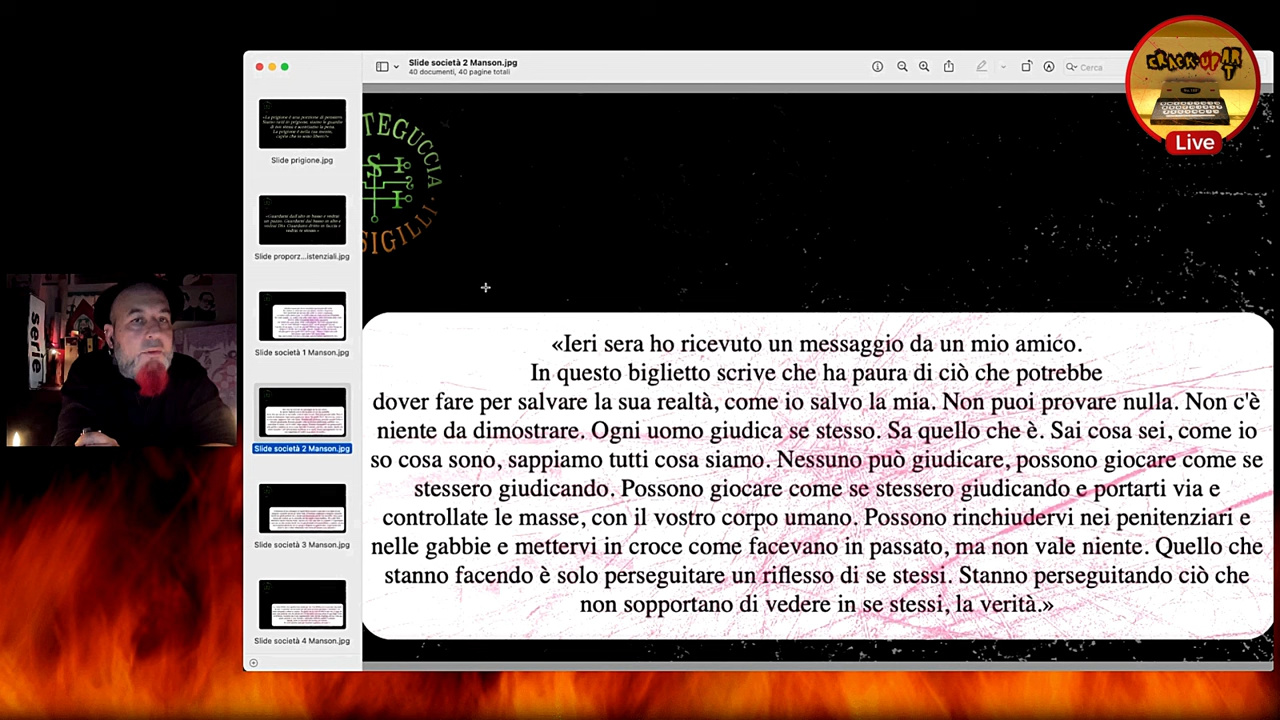 Slide società 2 Manson.jpg
40 documenti, 40 pagine totali
Cerca
CRACK-UP ART
Live
Slide prigione.jpg
Slide proporz...istenziali.jpg
Slide società 1 Manson.jpg
Slide società 2 Manson.jpg
Slide società 3 Manson.jpg
Slide società 4 Manson.jpg
serie
TEGUCCIA
SIGILLI
«Ieri sera ho ricevuto un messaggio da un mio amico.
In questo biglietto scrive che ha paura di ciò che potrebbe
dover fare per salvare la sua realtà, come io salvo la mia. Non puoi provare nulla. Non c'è
niente da dimostrare. Ogni uomo giudica se stesso. Sa quello che è. Sai cosa sei, come io
so cosa sono, sappiamo tutti cosa siamo. Nessuno può giudicare, possono giocare come se
stessero giudicando. Possono giocare come se stessero giudicando e portarti via e
controllate le masse, con il vostro corpo umano. Possono rinchiudervi nei penitenziari e
nelle gabbie e mettervi in croce come facevano in passato, ma non vale niente. Quello che
stanno facendo è solo perseguitare un riflesso di se stessi. Stanno perseguitando ciò che
non sopportano di vedere in se stessi, la verità.»